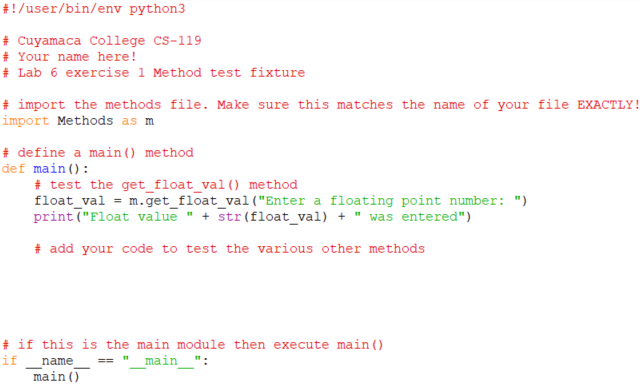 #!/user/bin/env python3
# Cuyamaca College CS-119
# Your name here!
# Lab 6 exercise 1 Method test fixture
# import the methods file. Make sure this matches the name of your file EXACTLY!
import Methods as m
# define a main() method
def main():
# test the get_float_val() method
float_val = m.get_float_val("Enter a floating point number: ")
print("Float value " + str(float_val) + " was entered")
# add your code to test the various other methods
# if this is the main module then execute main()
if __name__ == "__main__":
main()